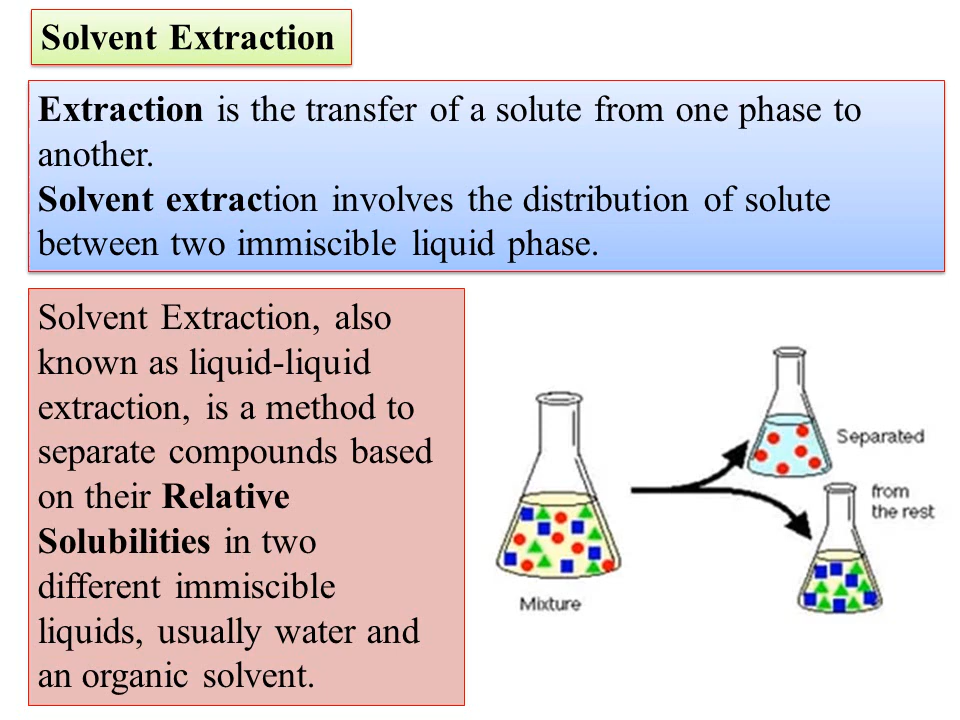 Solvent Extraction
Extraction is the transfer of a solute from one phase to
another.
Solvent extraction involves the distribution of solute
between two immiscible liquid phase.
Solvent Extraction, also
known as liquid-liquid
extraction, is a method to
separate compounds based
on their Relative
Solubilities in two
different immiscible
liquids, usually water and
an organic solvent.
Mixture
Separated
from
the rest